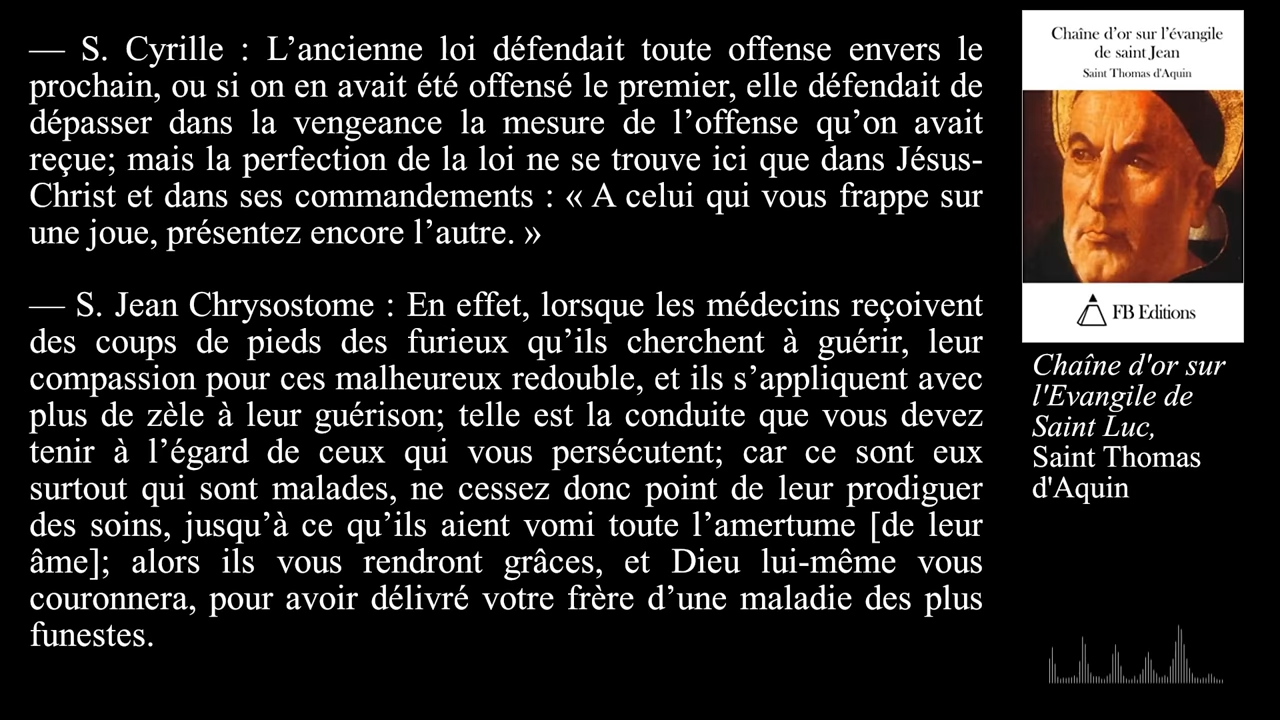 — S. Cyrille : L’ancienne loi défendait toute offense envers le
prochain, ou si on en avait été offensé le premier, elle défendait de
dépasser dans la vengeance la mesure de l’offense qu’on avait
reçue; mais la perfection de la loi ne se trouve ici que dans Jésus-
Christ et dans ses commandements : « A celui qui vous frappe sur
une joue, présentez encore l’autre. »
— S. Jean Chrysostome : En effet, lorsque les médecins reçoivent
des coups de pieds des furieux qu’ils cherchent à guérir, leur
compassion pour ces malheureux redouble, et ils s’appliquent avec
plus de zèle à leur guérison; telle est la conduite que vous devez
tenir à l’égard de ceux qui vous persécutent; car ce sont eux
surtout qui sont malades, ne cessez donc point de leur prodiguer
des soins, jusqu’à ce qu’ils aient vomi toute l’amertume [de leur
âme]; alors ils vous rendront grâces, et Dieu lui-même vous
couronnera, pour avoir délivré votre frère d’une maladie des plus
funestes.
Chaîne d’or sur l’évangile
de saint Jean
Saint Thomas d'Aquin
FB Editions
Chaîne d'or sur
l'Evangile de
Saint Luc,
Saint Thomas
d'Aquin